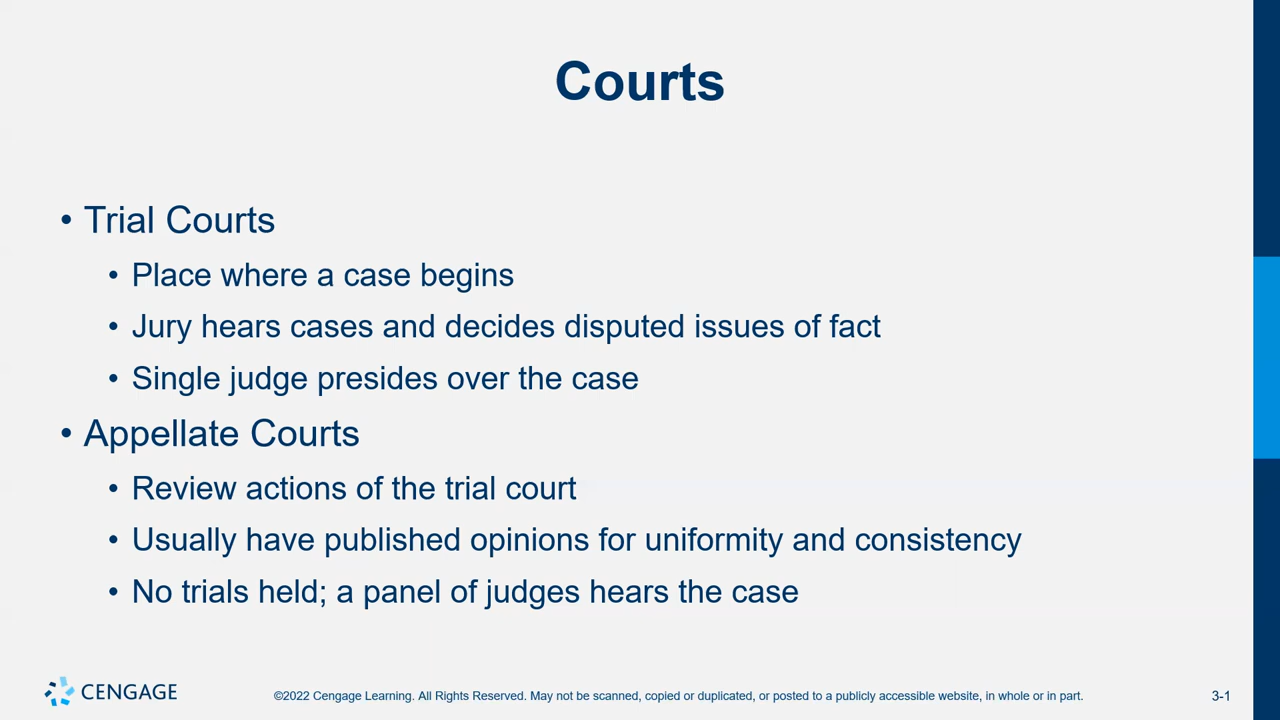 Courts
• Trial Courts
• Place where a case begins
• Jury hears cases and decides disputed issues of fact
• Single judge presides over the case
• Appellate Courts
• Review actions of the trial court
• Usually have published opinions for uniformity and consistency
• No trials held; a panel of judges hears the case
CENGAGE
©2022 Cengage Learning. All Rights Reserved. May not be scanned, copied or duplicated, or posted to a publicly accessible website, in whole or in part.
3-1